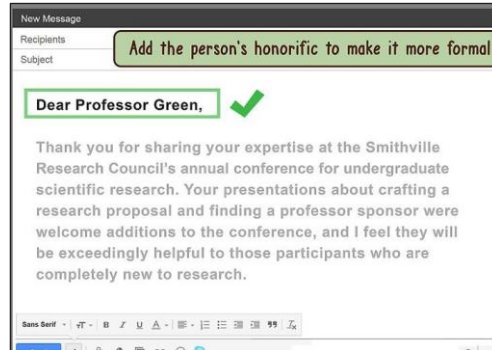 New Message
Recipients
Add the person's honorific to make it more formal
Subject
Dear Professor Green,
Thank you for sharing your expertise at the Smithville
Research Council's annual conference for undergraduate
scientific research. Your presentations about crafting a
research proposal and finding a professor sponsor were
welcome additions to the conference, and I feel they will
be exceedingly helpful to those participants who are
completely new to research.
Sans Serif